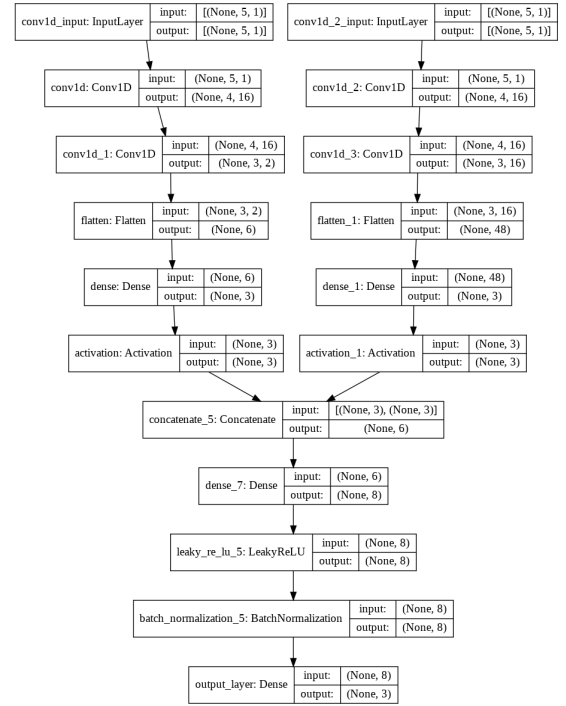 conv1d_input: InputLayer input: [(None, 5, 1)] output: [(None, 5, 1)]
conv1d_2_input: InputLayer input: [(None, 5, 1)] output: [(None, 5, 1)]
conv1d: Conv1D input: (None, 5, 1) output: (None, 4, 16)
conv1d_2: Conv1D input: (None, 5, 1) output: (None, 4, 16)
conv1d_1: Conv1D input: (None, 4, 16) output: (None, 3, 2)
conv1d_3: Conv1D input: (None, 4, 16) output: (None, 3, 16)
flatten: Flatten input: (None, 3, 2) output: (None, 6)
flatten_1: Flatten input: (None, 3, 16) output: (None, 48)
dense: Dense input: (None, 6) output: (None, 3)
dense_1: Dense input: (None, 48) output: (None, 3)
activation: Activation input: (None, 3) output: (None, 3)
activation_1: Activation input: (None, 3) output: (None, 3)
concatenate_5: Concatenate input: [(None, 3), (None, 3)] output: (None, 6)
dense_7: Dense input: (None, 6) output: (None, 8)
leaky_re_lu_5: LeakyReLU input: (None, 8) output: (None, 8)
batch_normalization_5: BatchNormalization input: (None, 8) output: (None, 8)
output_layer: Dense input: (None, 8) output: (None, 3)